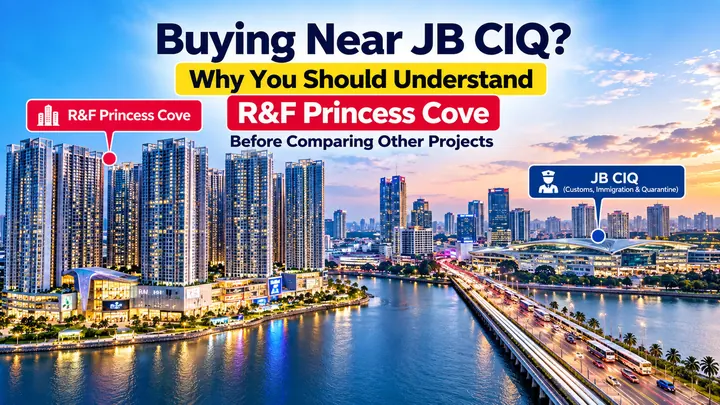 Buying Near JB CIQ?
Why You Should Understand
R&F Princess Cove
Before Comparing Other Projects
R&F Princess Cove
JB CIQ
(Customs, Immigration & Quarantine)